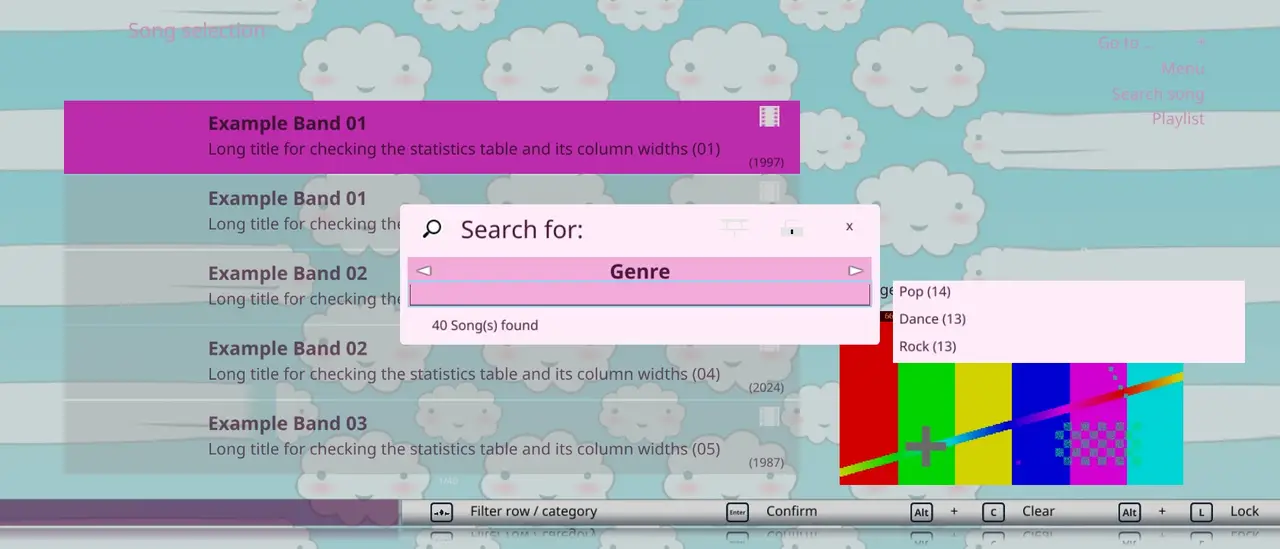 Song selection
Go to ... +
Menu
Search song
Playlist
Example Band 01
Long title for checking the statistics table and its column widths (01)
(1997)
Example Band 01
Long title for checking the
Example Band 02
Long title for checking the
Example Band 02
Long title for checking the statistics table and its column widths (04)
(2024)
Example Band 03
Long title for checking the statistics table and its column widths (05)
(1987)
1/40
Search for:
x
Genre
40 Song(s) found
ge
Pop (14)
Dance (13)
Rock (13)
Filter row / category
Enter Confirm
Alt + C Clear
Alt + L Lock